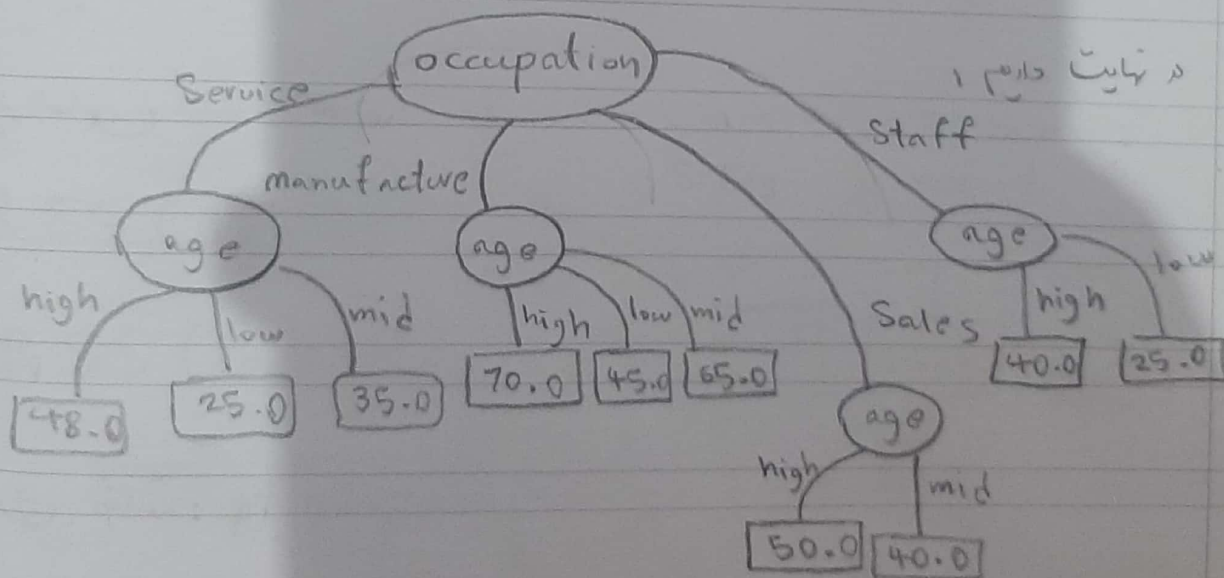 در نهایت داریم :
occupation
Service
manufacture
Sales
Staff
age
age
age
age
high
low
mid
high
low
mid
high
low
high
mid
48.0
25.0
35.0
70.0
45.0
65.0
40.0
25.0
50.0
40.0